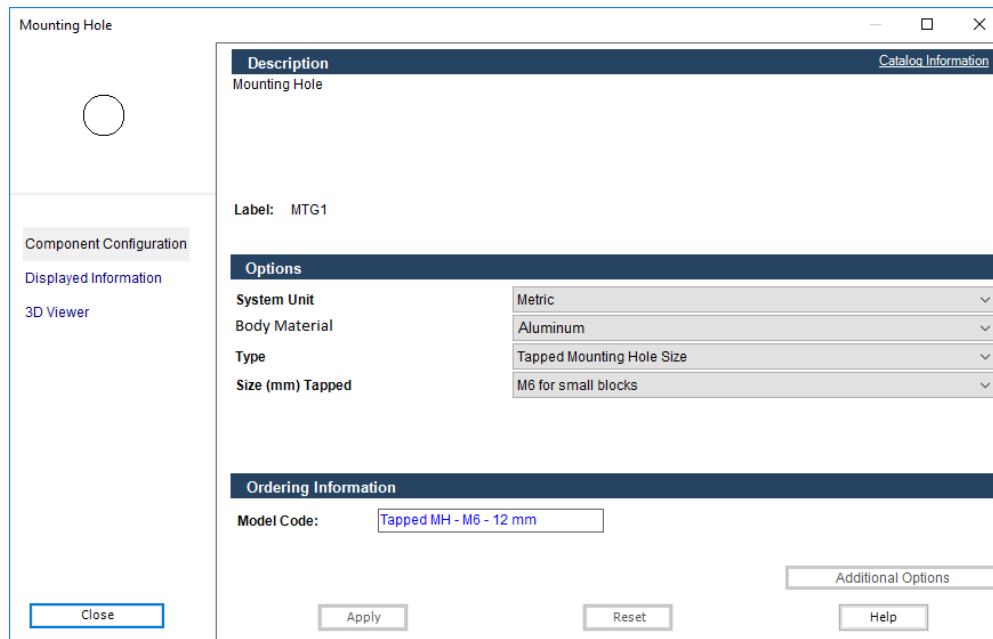 Mounting Hole
Description
Catalog Information
Mounting Hole
Label: MTG1
Component Configuration
Displayed Information
3D Viewer
Options
System Unit Metric
Body Material Aluminum
Type Tapped Mounting Hole Size
Size (mm) Tapped M6 for small blocks
Ordering Information
Model Code: Tapped MH - M6 - 12 mm
Additional Options
Close Apply Reset Help